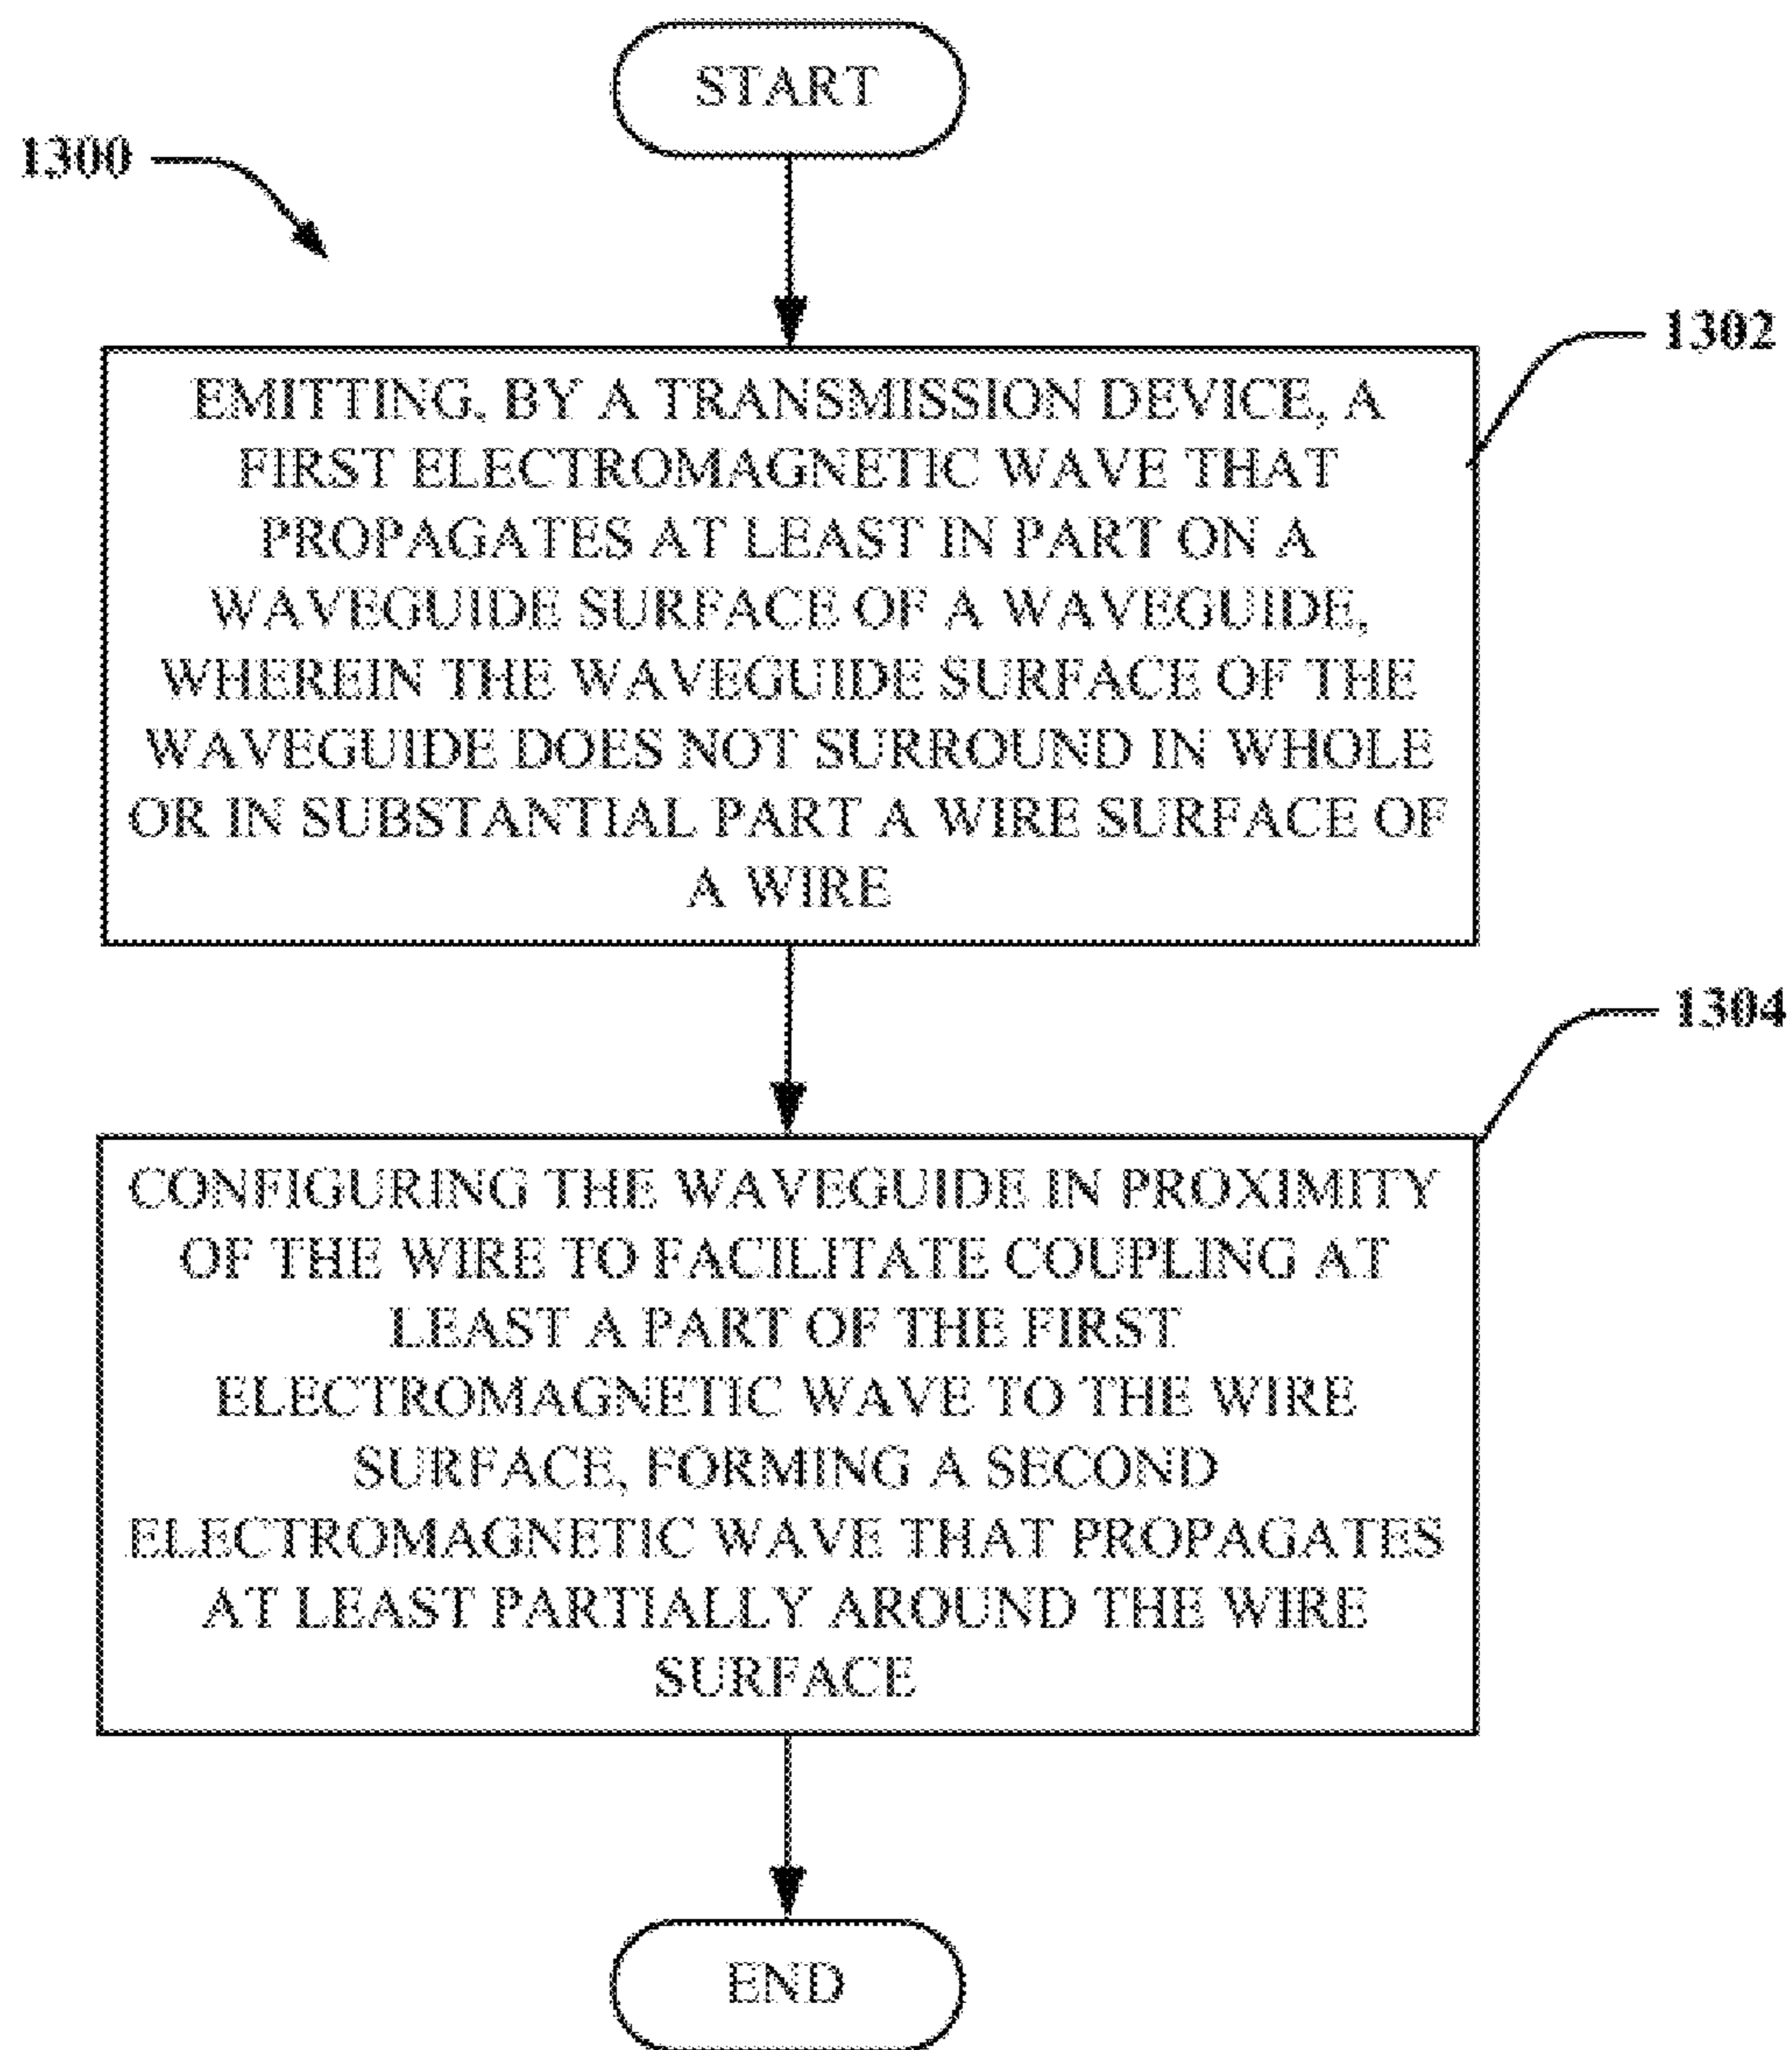 START
1300
1302
EMITTING, BY A TRANSMISSION DEVICE, A
FIRST ELECTROMAGNETIC WAVE THAT
PROPAGATES AT LEAST IN PART ON A
WAVEGUIDE SURFACE OF A WAVEGUIDE,
WHEREIN THE WAVEGUIDE SURFACE OF THE
WAVEGUIDE DOES NOT SURROUND IN WHOLE
OR IN SUBSTANTIAL PART A WIRE SURFACE OF
A WIRE
1304
CONFIGURING THE WAVEGUIDE IN PROXIMITY
OF THE WIRE TO FACILITATE COUPLING AT
LEAST A PART OF THE FIRST
ELECTROMAGNETIC WAVE TO THE WIRE
SURFACE, FORMING A SECOND
ELECTROMAGNETIC WAVE THAT PROPAGATES
AT LEAST PARTIALLY AROUND THE WIRE
SURFACE
END